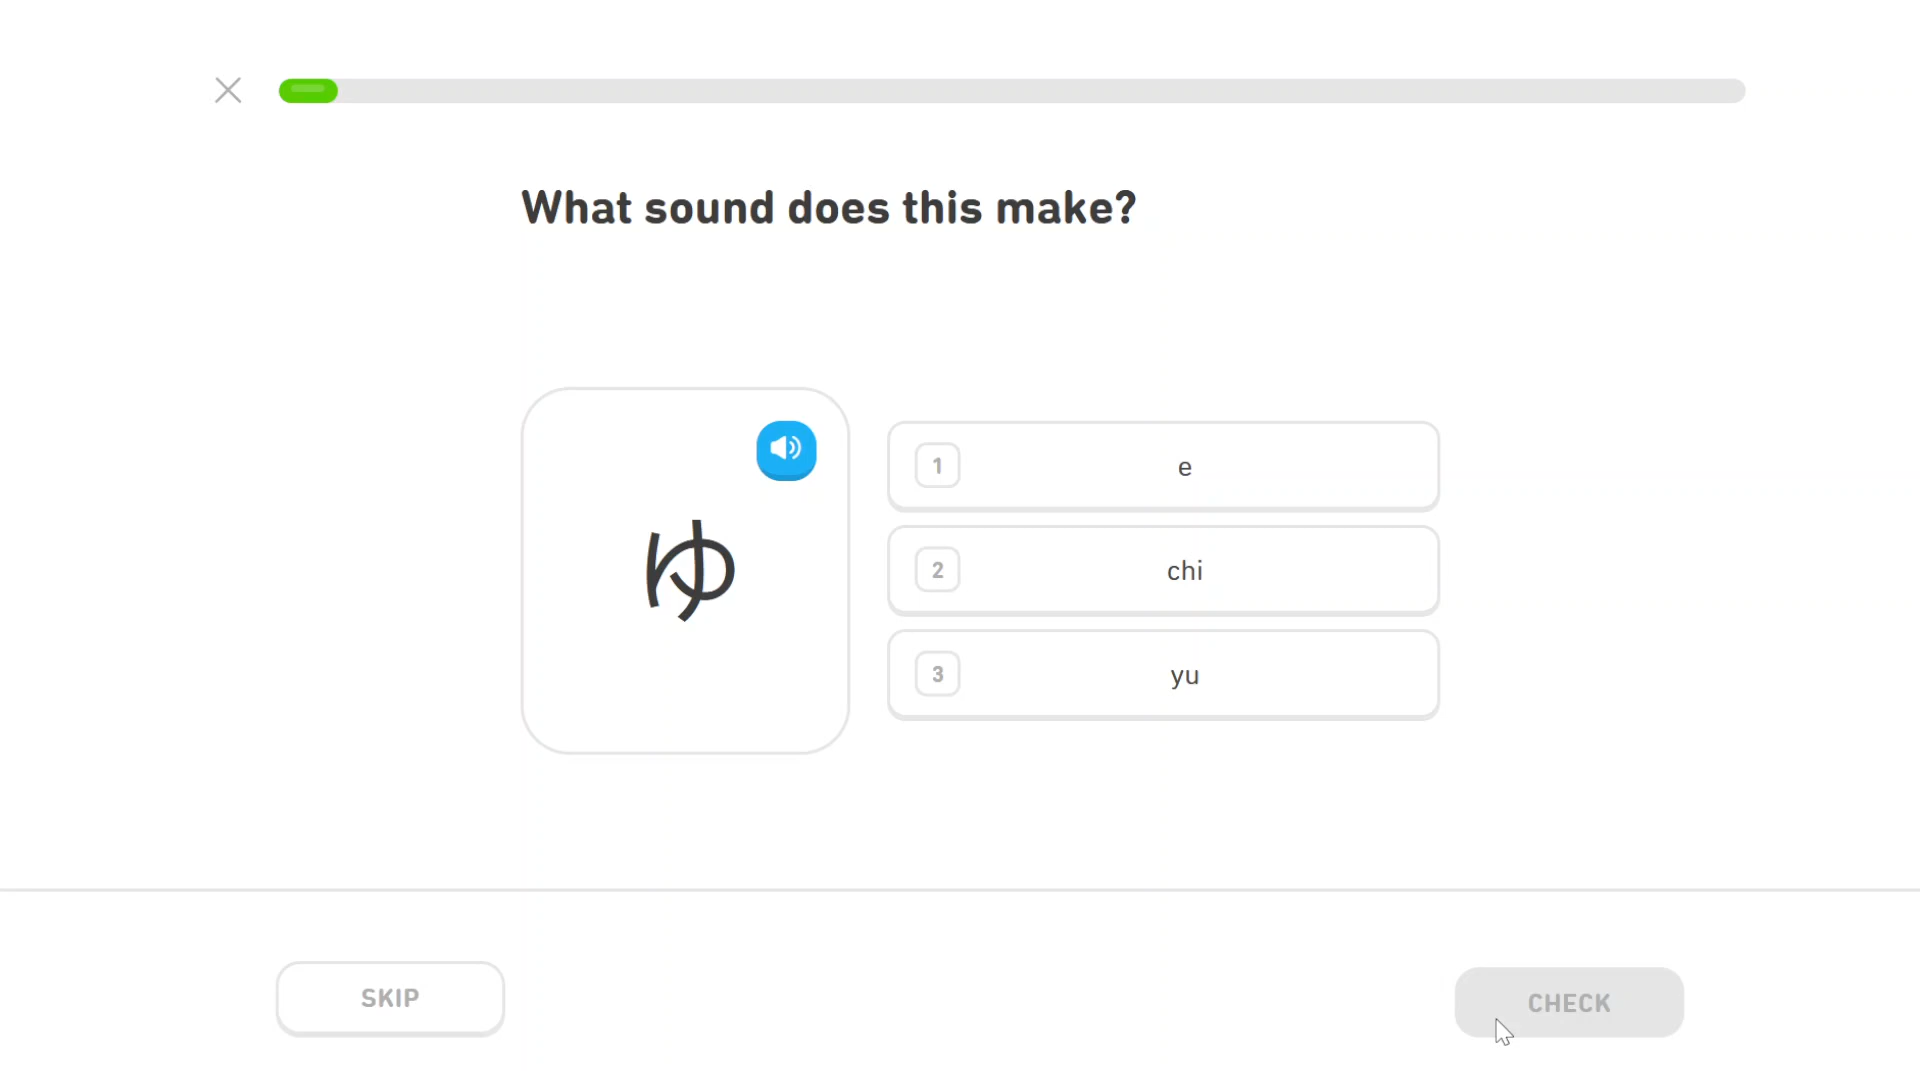 What sound does this make?
ゆ
1 e
2 chi
3 yu
SKIP
CHECK